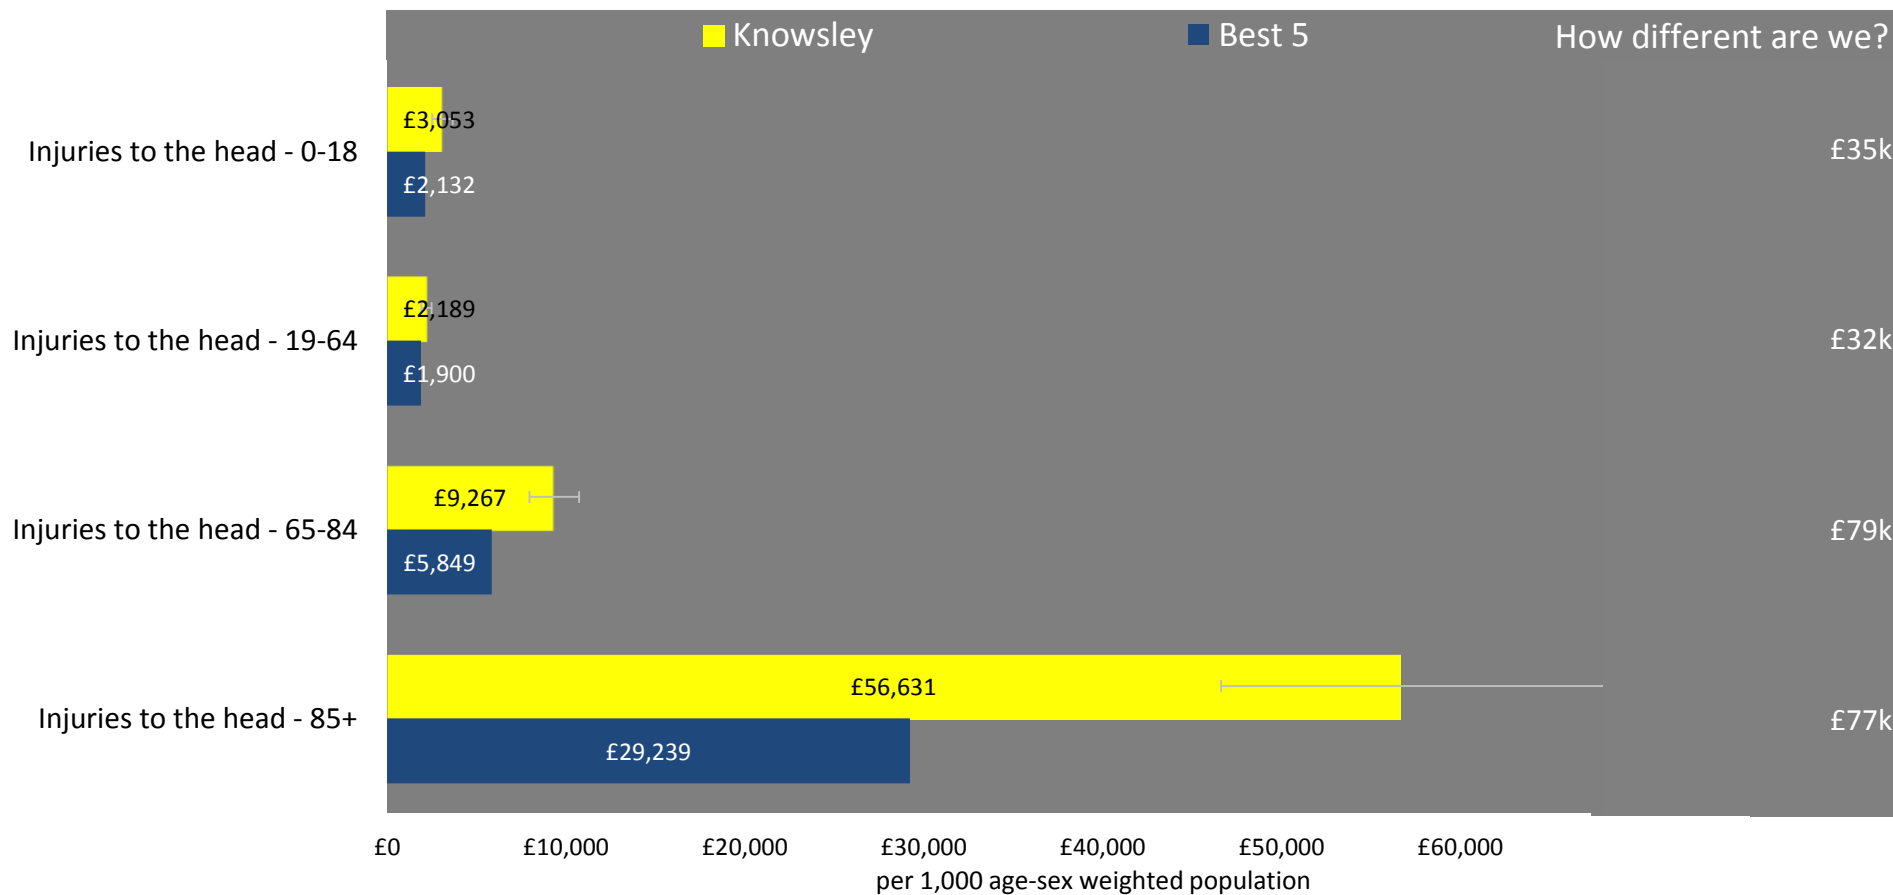 Knowsley Best 5 How different are we?
Injuries to the head - 0-18 £3,053 £35k
£2,132
Injuries to the head - 19-64 £2,189 £32k
£1,900
Injuries to the head - 65-84 £9,267 £79k
£5,849
Injuries to the head - 85+ £56,631 £77k
£29,239
£0 £10,000 £20,000 £30,000 £40,000 £50,000 £60,000
per 1,000 age-sex weighted population